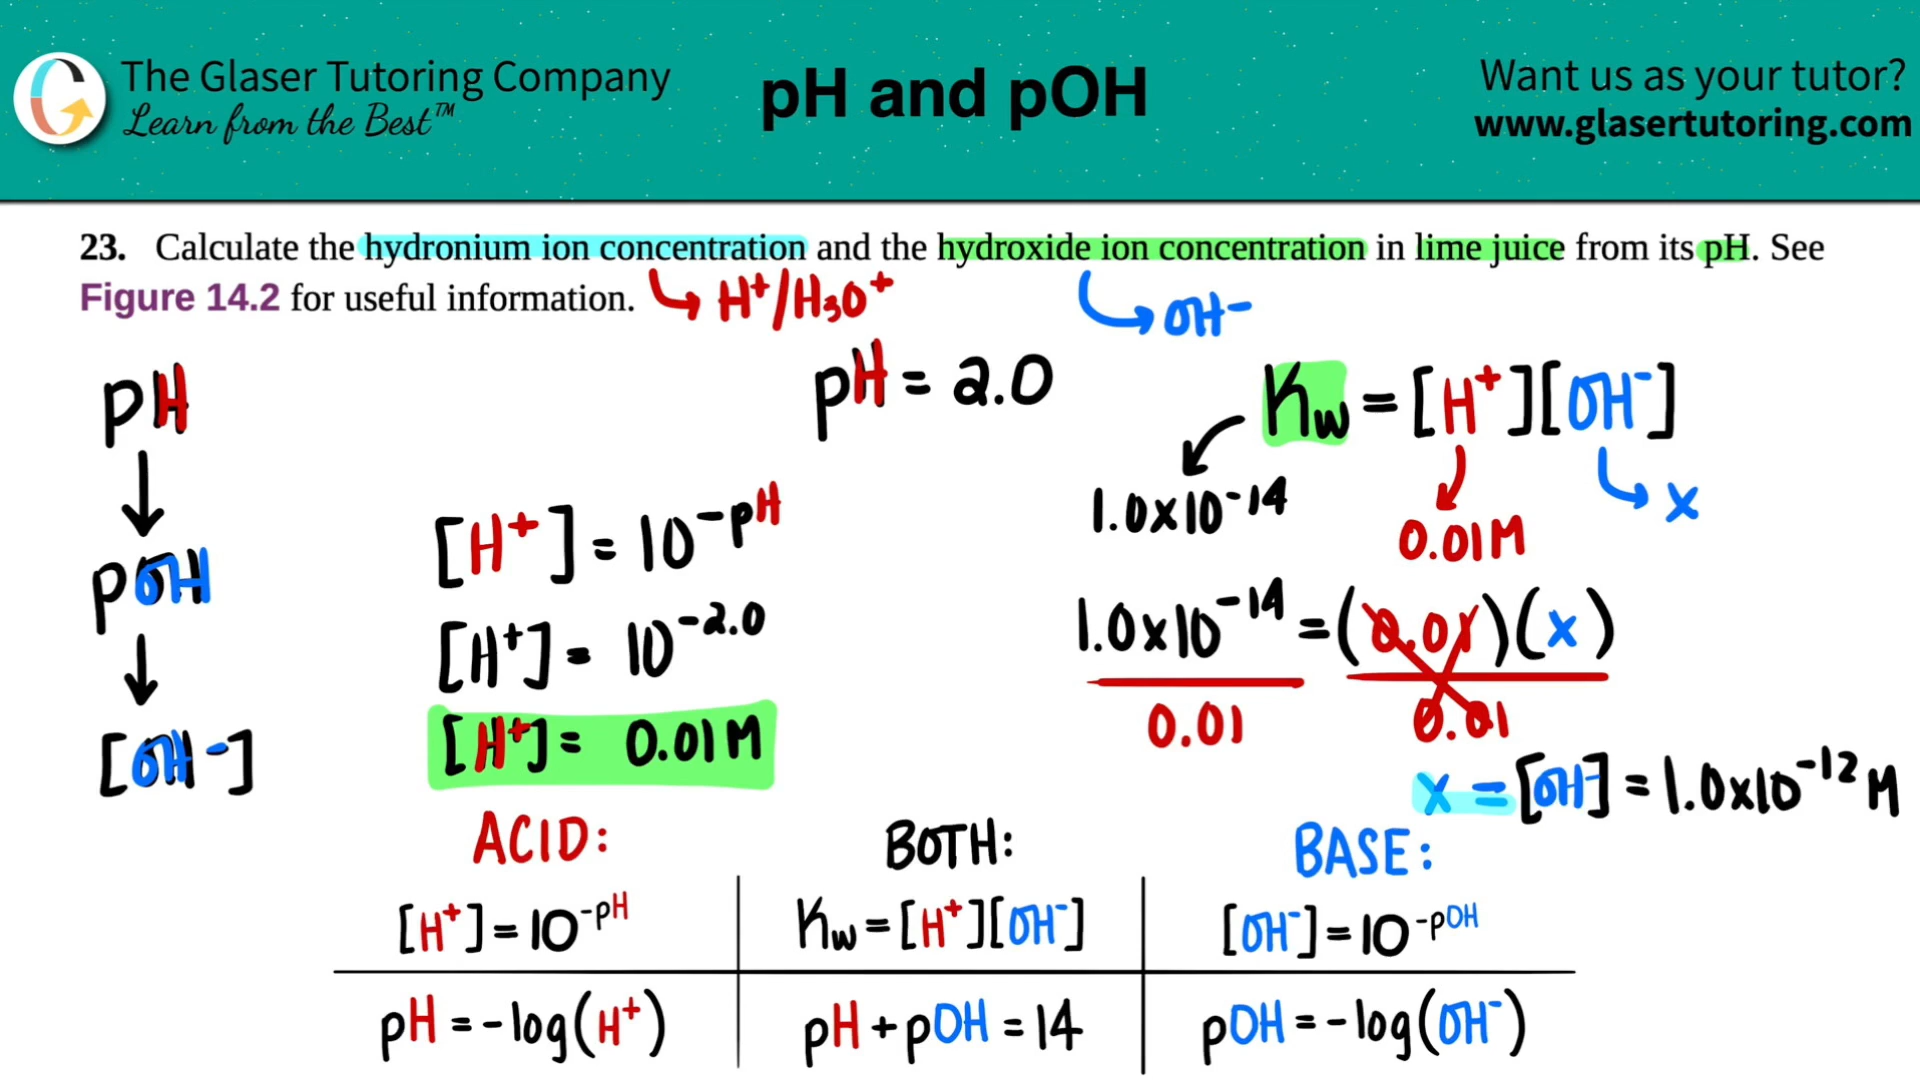 The Glaser Tutoring Company
Learn from the Best™
pH and pOH
Want us as your tutor?
www.glasertutoring.com
23. Calculate the hydronium ion concentration and the hydroxide ion concentration in lime juice from its pH. See
Figure 14.2 for useful information.
H⁺/H₃O⁺
OH⁻
pH
pOH
[OH⁻]
pH = 2.0
[H⁺] = 10^-pH
[H⁺] = 10^-2.0
[H⁺] = 0.01 M
Kw = [H⁺][OH⁻]
1.0x10^-14
0.01 M
x
1.0x10^-14 = (0.01)(x)
0.01 0.01
x = [OH⁻] = 1.0x10^-12 M
ACID: BOTH: BASE:
[H⁺] = 10^-pH Kw = [H⁺][OH⁻] [OH⁻] = 10^-pOH
pH = -log(H⁺) pH + pOH = 14 pOH = -log(OH⁻)